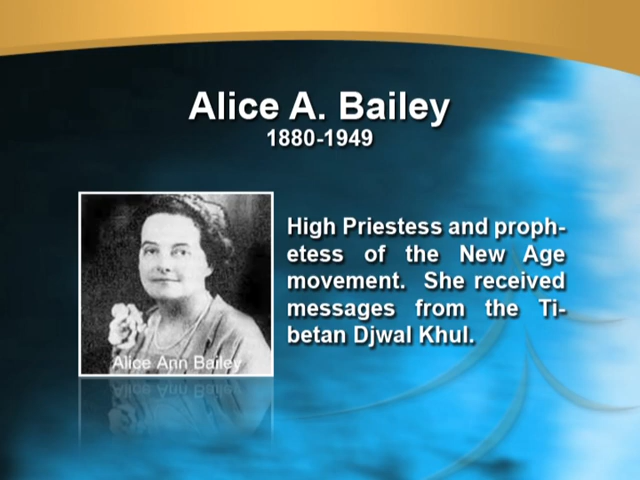 Alice A. Bailey
1880-1949
High Priestess and proph-
etess of the New Age
movement. She received
messages from the Ti-
betan Djwal Khul.
Alice Ann Bailey